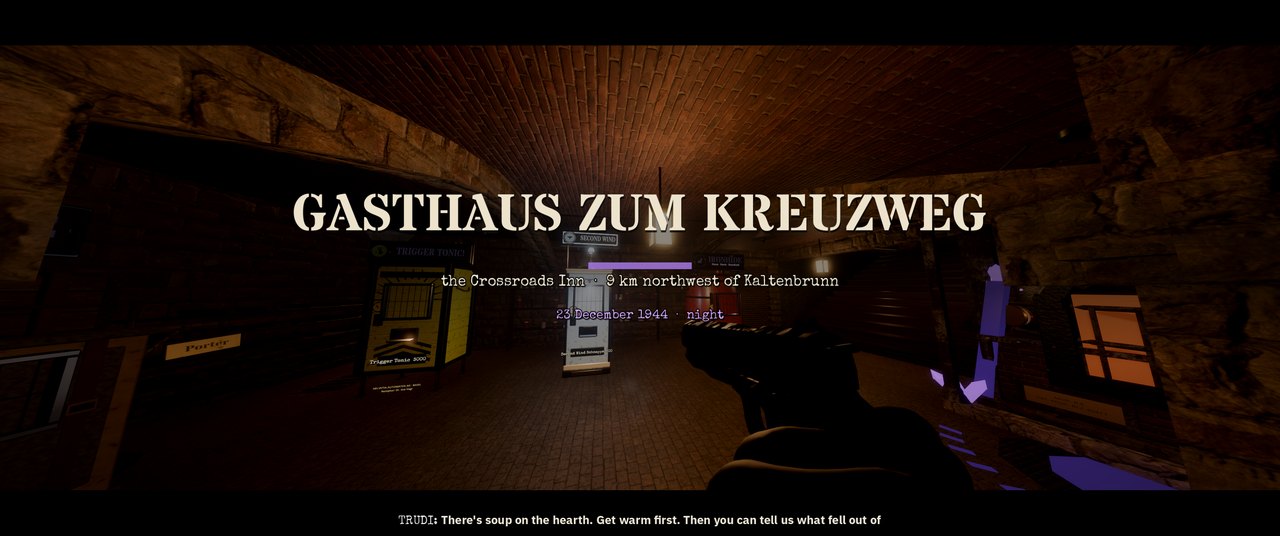 GASTHAUS ZUM KREUZWEG
SECOND WIND
TRIGGER TONIC
IRONHIDE
the Crossroads Inn · 9 km northwest of Kaltenbrunn
23 December 1944 · night
Porter
Trigger Tonic 5000
TRUDI: There's soup on the hearth. Get warm first. Then you can tell us what fell out of